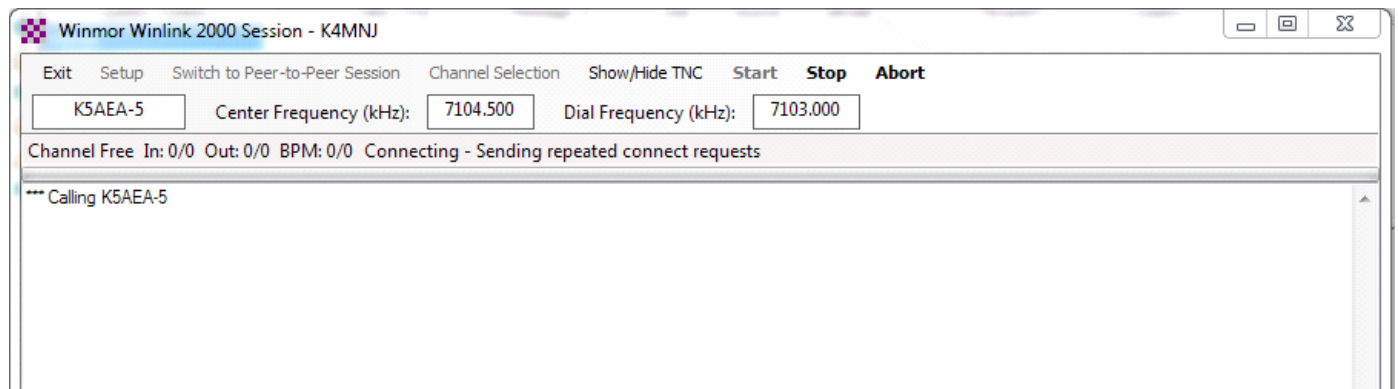 Winmor Winlink 2000 Session - K4MNJ
Exit Setup Switch to Peer-to-Peer Session Channel Selection Show/Hide TNC Start Stop Abort
K5AEA-5 Center Frequency (kHz): 7104.500 Dial Frequency (kHz): 7103.000
Channel Free In: 0/0 Out: 0/0 BPM: 0/0 Connecting - Sending repeated connect requests
*** Calling K5AEA-5